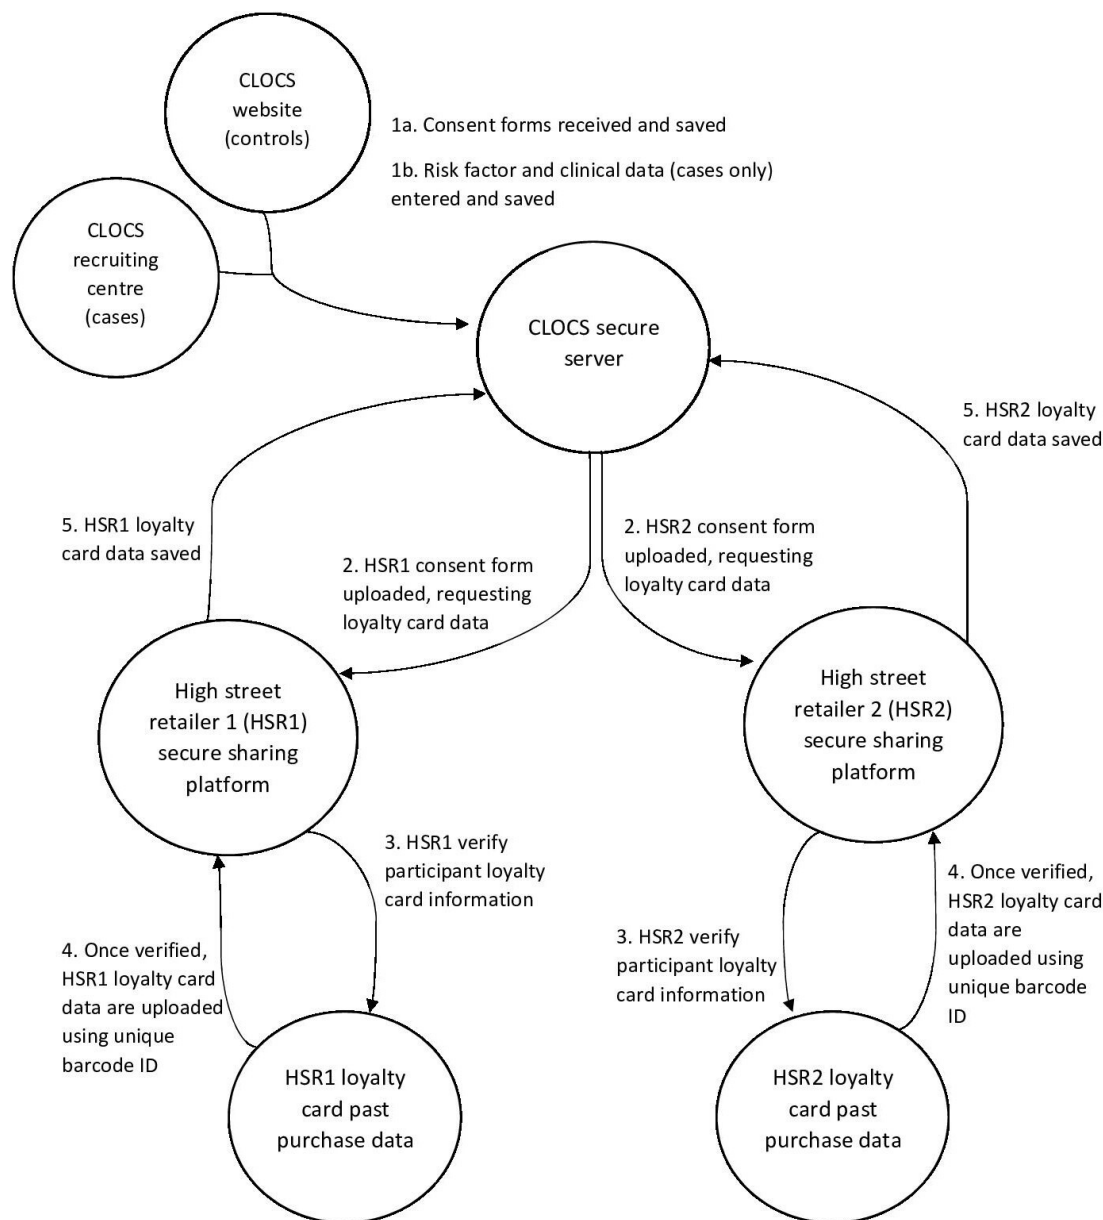 CLOCS
website
(controls)
1a. Consent forms received and saved
1b. Risk factor and clinical data (cases only)
entered and saved
CLOCS
recruiting
centre
(cases)
CLOCS secure
server
5. HSR2 loyalty
card data saved
5. HSR1 loyalty
card data saved
2. HSR1 consent form
uploaded, requesting
loyalty card data
2. HSR2 consent form
uploaded, requesting
loyalty card data
High street
retailer 1 (HSR1)
secure sharing
platform
High street
retailer 2 (HSR2)
secure sharing
platform
3. HSR1 verify
participant loyalty
card information
4. Once verified,
HSR1 loyalty card
data are uploaded
using unique
barcode ID
3. HSR2 verify
participant loyalty
card information
4. Once verified,
HSR2 loyalty card
data are
uploaded using
unique barcode
ID
HSR1 loyalty
card past
purchase data
HSR2 loyalty
card past
purchase data